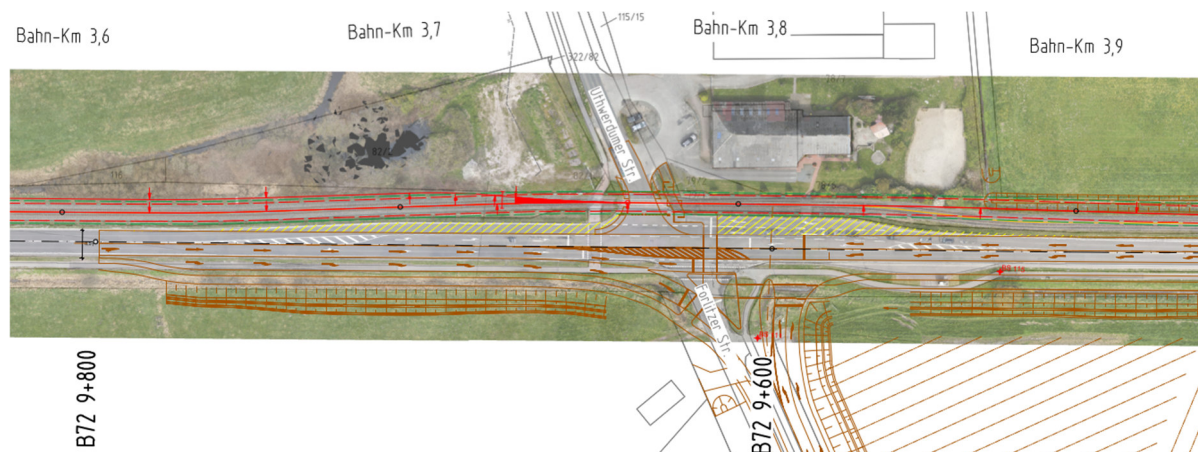 Bahn-Km 3,6
Bahn-Km 3,7
115/15
Bahn-Km 3,8
Bahn-Km 3,9
322/82
Uthwerdumer Str.
Forlitzer Str.
B72 9+800
B72 9+600